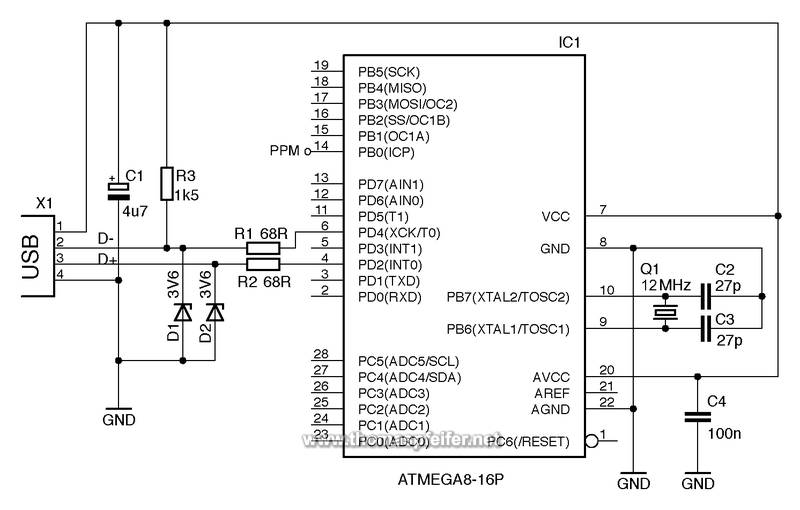 IC1
19 PB5(SCK)
18 PB4(MISO)
17 PB3(MOSI/OC2)
16 PB2(SS/OC1B)
15 PB1(OC1A)
PPM 14 PB0(ICP)
13 PD7(AIN1)
12 PD6(AIN0)
11 PD5(T1)
6 PD4(XCK/T0)
5 PD3(INT1)
4 PD2(INT0)
3 PD1(TXD)
2 PD0(RXD)
28 PC5(ADC5/SCL)
27 PC4(ADC4/SDA)
26 PC3(ADC3)
25 PC2(ADC2)
24 PC1(ADC1)
23 PC0(ADC0)
VCC 7
GND 8
PB7(XTAL2/TOSC2) 10
PB6(XTAL1/TOSC1) 9
AVCC 20
AREF 21
AGND 22
PC6(/RESET) 1
ATMEGA8-16P
X1
USB
1
2
3
4
D-
D+
+
C1
4u7
R3
1k5
R1 68R
R2 68R
D1
3V6
D2
3V6
GND
Q1
12MHz
C2
27p
C3
27p
C4
100n
GND
GND
www.thomaspfeifer.net